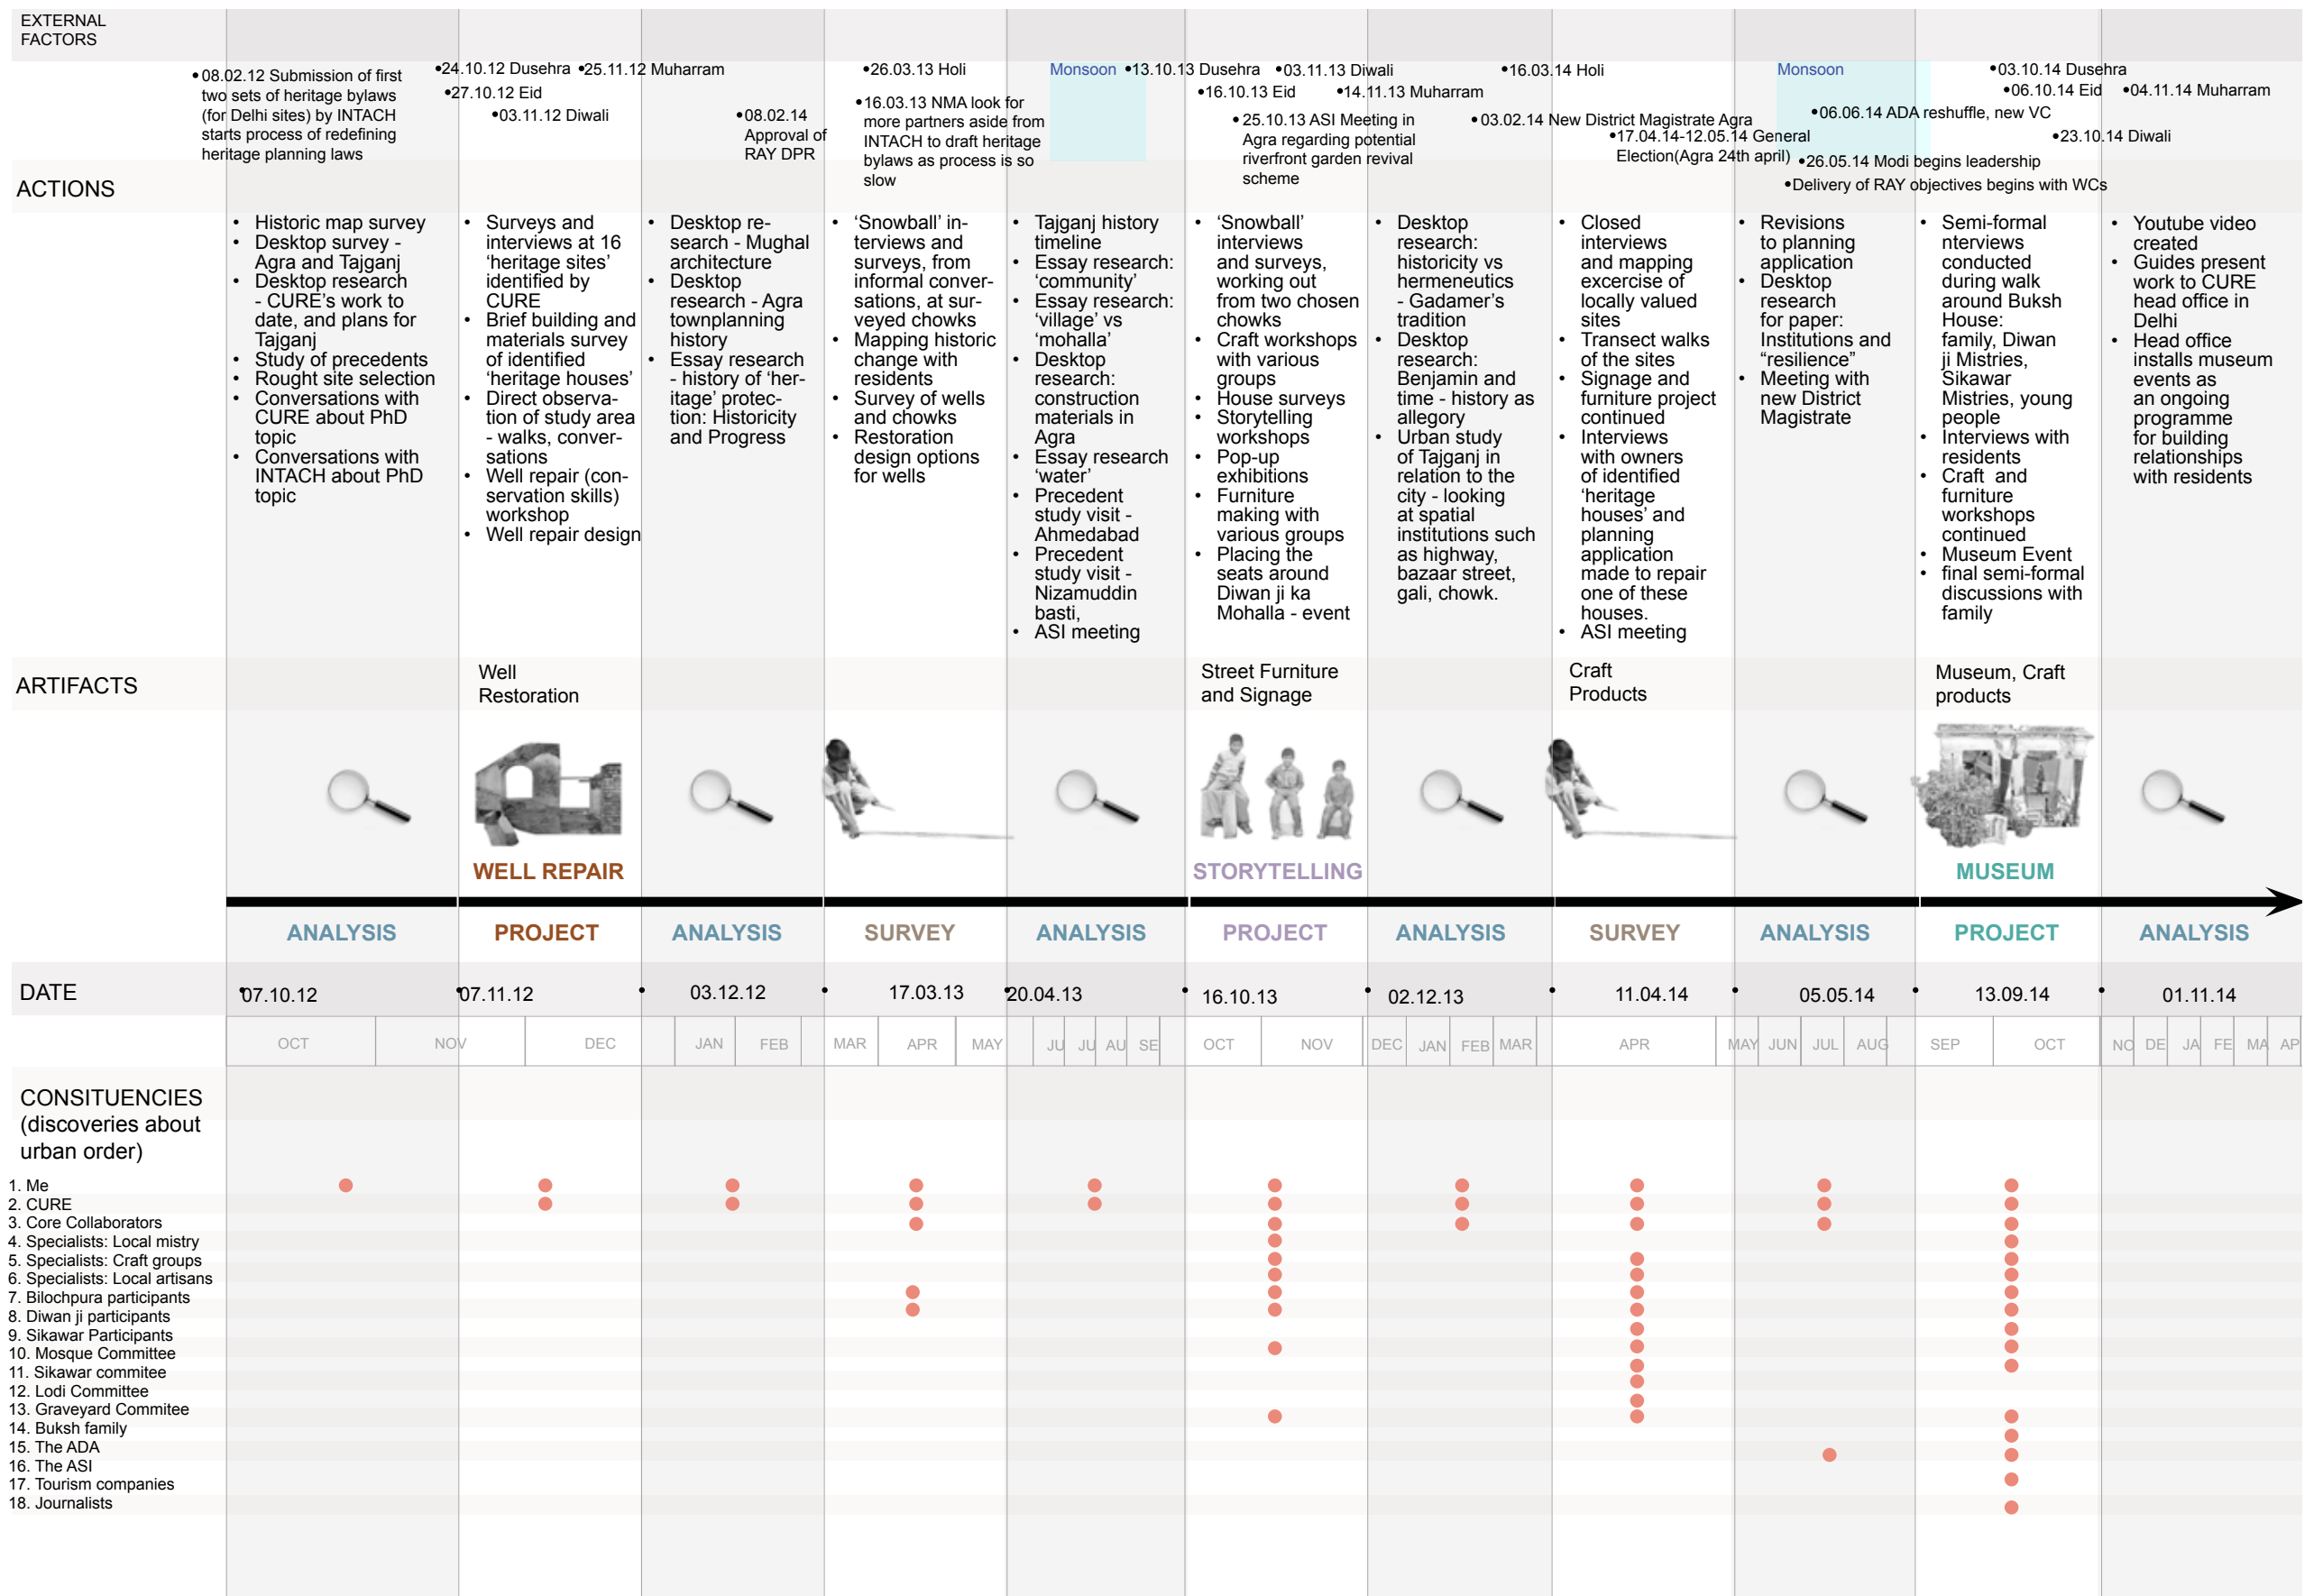 EXTERNAL
FACTORS
•08.02.12 Submission of first
two sets of heritage bylaws
(for Delhi sites) by INTACH
starts process of redefining
heritage planning laws
•24.10.12 Dusehra
•25.11.12 Muharram
•27.10.12 Eid
•03.11.12 Diwali
•08.02.14
Approval of
RAY DPR
•26.03.13 Holi
•16.03.13 NMA look for
more partners aside from
INTACH to draft heritage
bylaws as process is so
slow
Monsoon
•13.10.13 Dusehra
•03.11.13 Diwali
•16.10.13 Eid
•14.11.13 Muharram
•25.10.13 ASI Meeting in
Agra regarding potential
riverfront garden revival
scheme
•16.03.14 Holi
•03.02.14 New District Magistrate Agra
•17.04.14-12.05.14 General
Election(Agra 24th april)
Monsoon
•06.06.14 ADA reshuffle, new VC
•26.05.14 Modi begins leadership
•Delivery of RAY objectives begins with WCs
•03.10.14 Dusehra
•06.10.14 Eid
•04.11.14 Muharram
•23.10.14 Diwali
ACTIONS
• Historic map survey
• Desktop survey -
Agra and Tajganj
• Desktop research
- CURE's work to
date, and plans for
Tajganj
• Study of precedents
• Rought site selection
• Conversations with
CURE about PhD
topic
• Conversations with
INTACH about PhD
topic
• Surveys and
interviews at 16
‘heritage sites’
identified by
CURE
• Brief building and
materials survey
of identified
‘heritage houses’
• Direct observa-
tion of study area
- walks, conver-
sations
• Well repair (con-
servation skills)
workshop
• Well repair design
• Desktop re-
search - Mughal
architecture
• Desktop
research - Agra
townplanning
history
• Essay research
- history of ‘her-
itage’ protec-
tion: Historicity
and Progress
• ‘Snowball’ in-
terviews and
surveys, from
informal conver-
sations, at sur-
veyed chowks
• Mapping historic
change with
residents
• Survey of wells
and chowks
• Restoration
design options
for wells
• Tajganj history
timeline
• Essay research:
‘community’
• Essay research:
‘village’ vs
‘mohalla’
• Desktop
research:
construction
materials in
Agra
• Essay research
‘water’
• Precedent
study visit -
Ahmedabad
• Precedent
study visit -
Nizamuddin
basti,
• ASI meeting
• ‘Snowball’
interviews
and surveys,
working out
from two chosen
chowks
• Craft workshops
with various
groups
• House surveys
• Storytelling
workshops
• Pop-up
exhibitions
• Furniture
making with
various groups
• Placing the
seats around
Diwan ji ka
Mohalla - event
• Desktop
research:
historicity vs
hermeneutics
- Gadamer's
tradition
• Desktop
research:
Benjamin and
time - history as
allegory
• Urban study
of Tajganj in
relation to the
city - looking
at spatial
institutions such
as highway,
bazaar street,
gali, chowk.
• Closed
interviews
and mapping
excercise of
locally valued
sites
• Transect walks
of the sites
• Signage and
furniture project
continued
• Interviews
with owners
of identified
‘heritage
houses’ and
planning
application
made to repair
one of these
houses.
• ASI meeting
• Revisions
to planning
application
• Desktop
research
for paper:
Institutions and
“resilience”
• Meeting with
new District
Magistrate
• Semi-formal
nterviews
conducted
during walk
around Buksh
House:
family, Diwan
ji Mistries,
Sikawar
Mistries, young
people
• Interviews with
residents
• Craft and
furniture
workshops
continued
• Museum Event
• final semi-formal
discussions with
family
• Youtube video
created
• Guides present
work to CURE
head office in
Delhi
• Head office
installs museum
events as
an ongoing
programme
for building
relationships
with residents
ARTIFACTS
Well
Restoration
Street Furniture
and Signage
Craft
Products
Museum, Craft
products
WELL REPAIR
STORYTELLING
MUSEUM
ANALYSIS
PROJECT
ANALYSIS
SURVEY
ANALYSIS
PROJECT
ANALYSIS
SURVEY
ANALYSIS
PROJECT
ANALYSIS
DATE
07.10.12
07.11.12
03.12.12
17.03.13
20.04.13
16.10.13
02.12.13
11.04.14
05.05.14
13.09.14
01.11.14
OCT NOV DEC JAN FEB MAR APR MAY JU JU AU SE OCT NOV DEC JAN FEB MAR APR MAY JUN JUL AUG SEP OCT NO DE JA FE MA AP
CONSITUENCIES
(discoveries about
urban order)
1. Me
2. CURE
3. Core Collaborators
4. Specialists: Local mistry
5. Specialists: Craft groups
6. Specialists: Local artisans
7. Bilochpura participants
8. Diwan ji participants
9. Sikawar Participants
10. Mosque Committee
11. Sikawar commitee
12. Lodi Committee
13. Graveyard Commitee
14. Buksh family
15. The ADA
16. The ASI
17. Tourism companies
18. Journalists